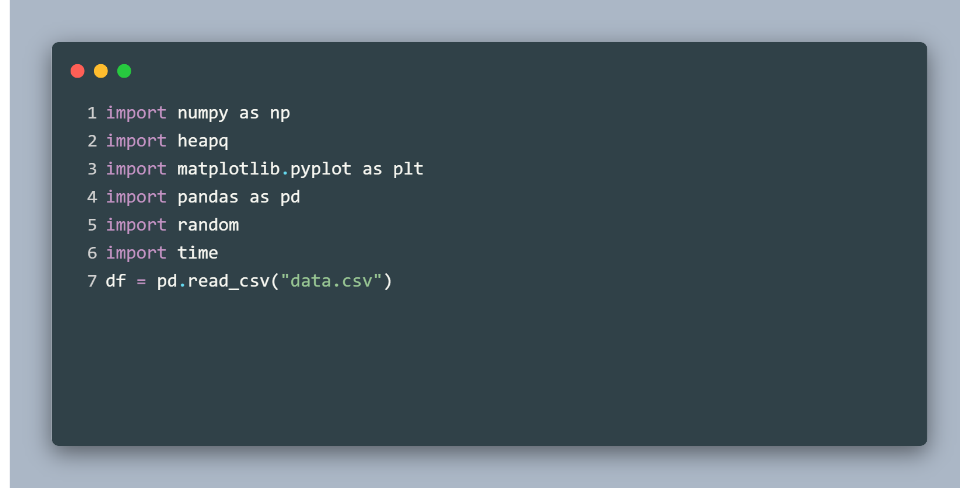 1 import numpy as np
2 import heapq
3 import matplotlib.pyplot as plt
4 import pandas as pd
5 import random
6 import time
7 df = pd.read_csv("data.csv")